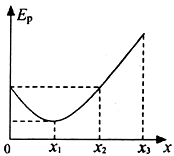 Eₚ
0 x₁ x₂ x₃ x